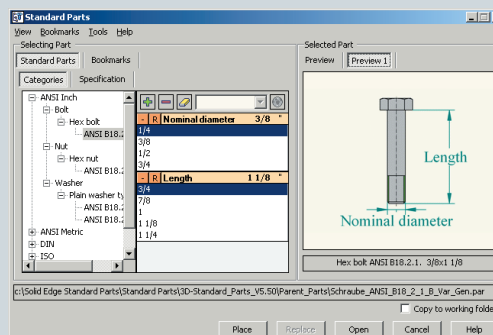 Standard Parts
View Bookmarks Tools Help
Selecting Part
Standard Parts Bookmarks
Categories Specification
ANSI Inch
Bolt
Hex bolt
ANSI B18.2
Nut
Hex nut
ANSI B18.2
Washer
Plain washer ty
ANSI B18.2
ANSI B18.2
ANSI Metric
DIN
ISO
- R Nominal diameter 3/8 "
1/4
3/8
1/2
3/4
- R Length 1 1/8 "
3/4
7/8
1
1 1/8
1 1/4
Selected Part
Preview Preview 1
Length
Nominal diameter
Hex bolt ANSI B18.2.1. 3/8x1 1/8
c:\Solid Edge Standard Parts\Standard Parts\3D-Standard_Parts_V5.50\Parent_Parts\Schraube_ANSI_B18_2_1_B_Var_Gen.par
Copy to working folde
Place Replace Open Cancel Help